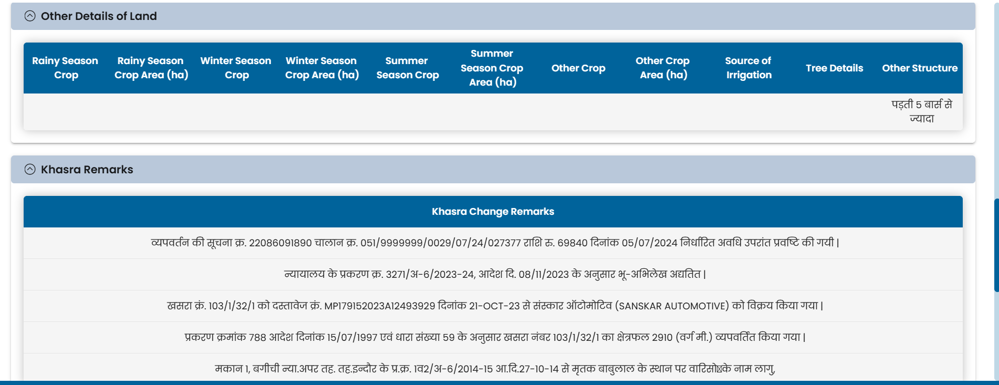 Other Details of Land
Rainy Season Crop
Rainy Season Crop Area (ha)
Winter Season Crop
Winter Season Crop Area (ha)
Summer Season Crop
Summer Season Crop Area (ha)
Other Crop
Other Crop Area (ha)
Source of Irrigation
Tree Details
Other Structure
पड़ती 5 बार्स से
ज्यादा
Khasra Remarks
Khasra Change Remarks
व्यपवर्तन की सूचना क्र. 22086091890 चालान क्र. 051/9999999/0029/07/24/027377 राशि रु. 69840 दिनांक 05/07/2024 निर्धारित अवधि उपरांत प्रवष्टि की गयी |
न्यायालय के प्रकरण क्र. 3271/अ-6/2023-24, आदेश दि. 08/11/2023 के अनुसार भू-अभिलेख अद्यतित |
खसरा क्रं. 103/1/32/1 को दस्तावेज क्रं. MP179152023A12493929 दिनांक 21-OCT-23 से संस्कार ऑटोमोटिव (SANSKAR AUTOMOTIVE) को विक्रय किया गया |
प्रकरण क्रमांक 788 आदेश दिनांक 15/07/1997 एवं धारा संख्या 59 के अनुसार खसरा नंबर 103/1/32/1 का क्षेत्रफल 2910 (वर्ग मी.) व्यपवर्तित किया गया |
मकान 1, बगीची न्या.अपर तह. तह.इन्दौर के प्र.क्र. 1व2/अ-6/2014-15 आ.दि.27-10-14 से मृतक बाबुलाल के स्थान पर वारिसो के नाम लागु,